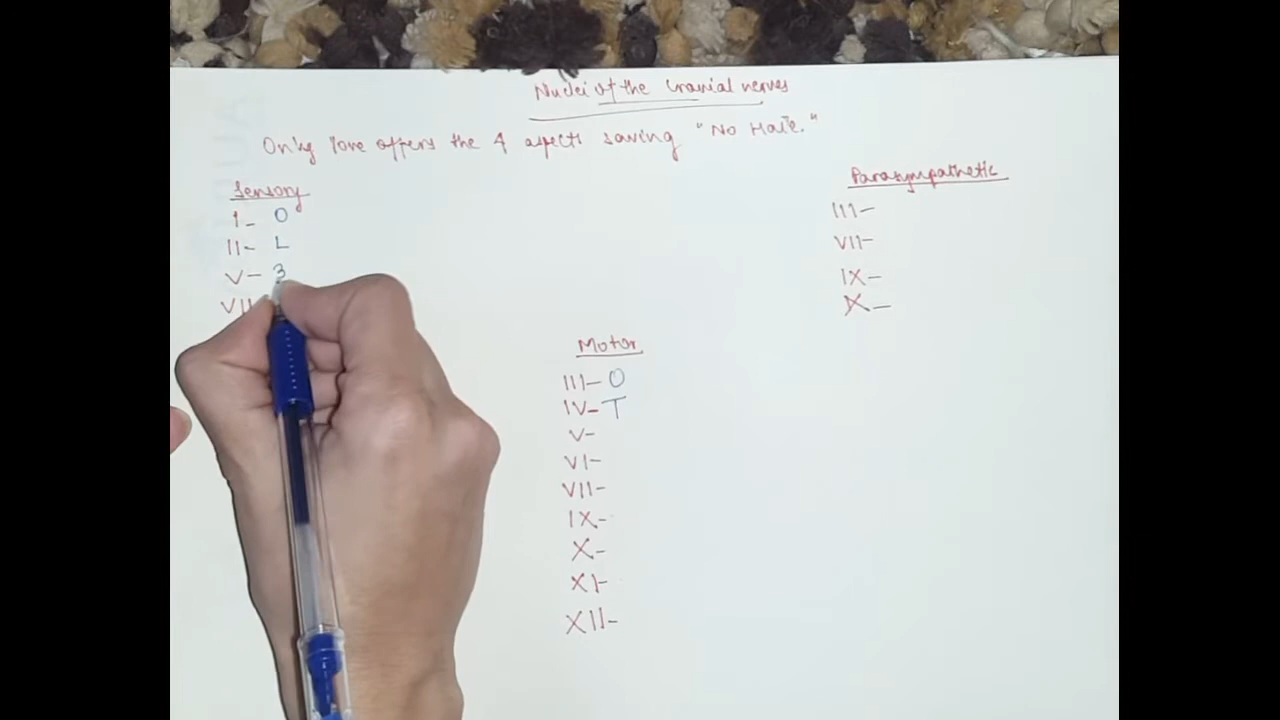 Nuclei of the Cranial nerves
Only love offers the 4 aspects saving "No Hate."
Sensory
I- O
II- L
V- 3
VII
Motor
III- O
IV- T
V-
VI-
VII-
IX-
X-
XI-
XII-
Parasympathetic
III-
VII-
IX-
X-